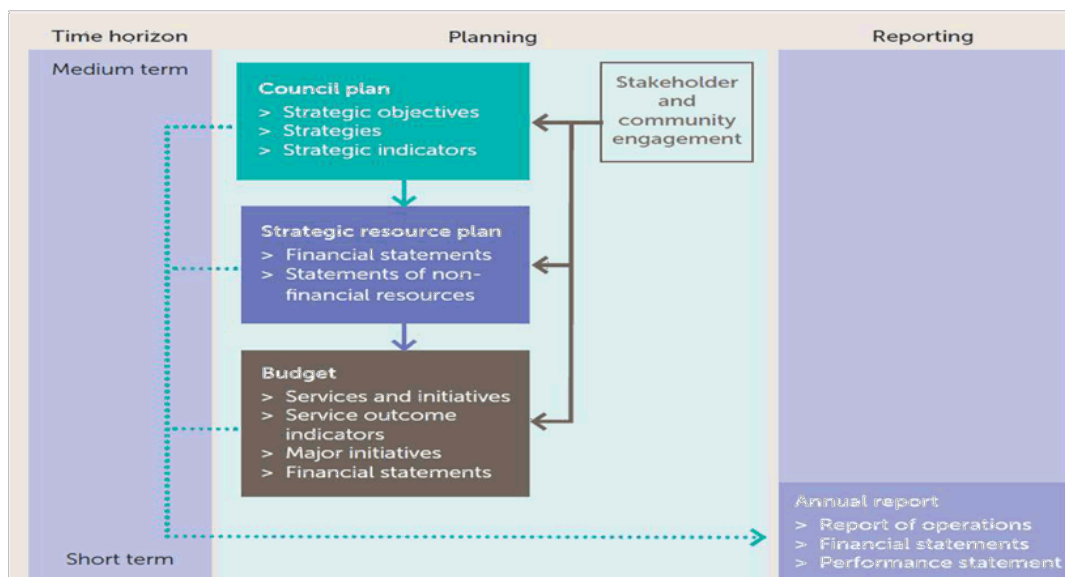 Time horizon
Planning
Reporting
Medium term
Council plan
> Strategic objectives
> Strategies
> Strategic indicators
Stakeholder
and
community
engagement
Strategic resource plan
> Financial statements
> Statements of non-
financial resources
Budget
> Services and initiatives
> Service outcome
indicators
> Major initiatives
> Financial statements
Annual report
> Report of operations
> Financial statements
> Performance statement
Short term